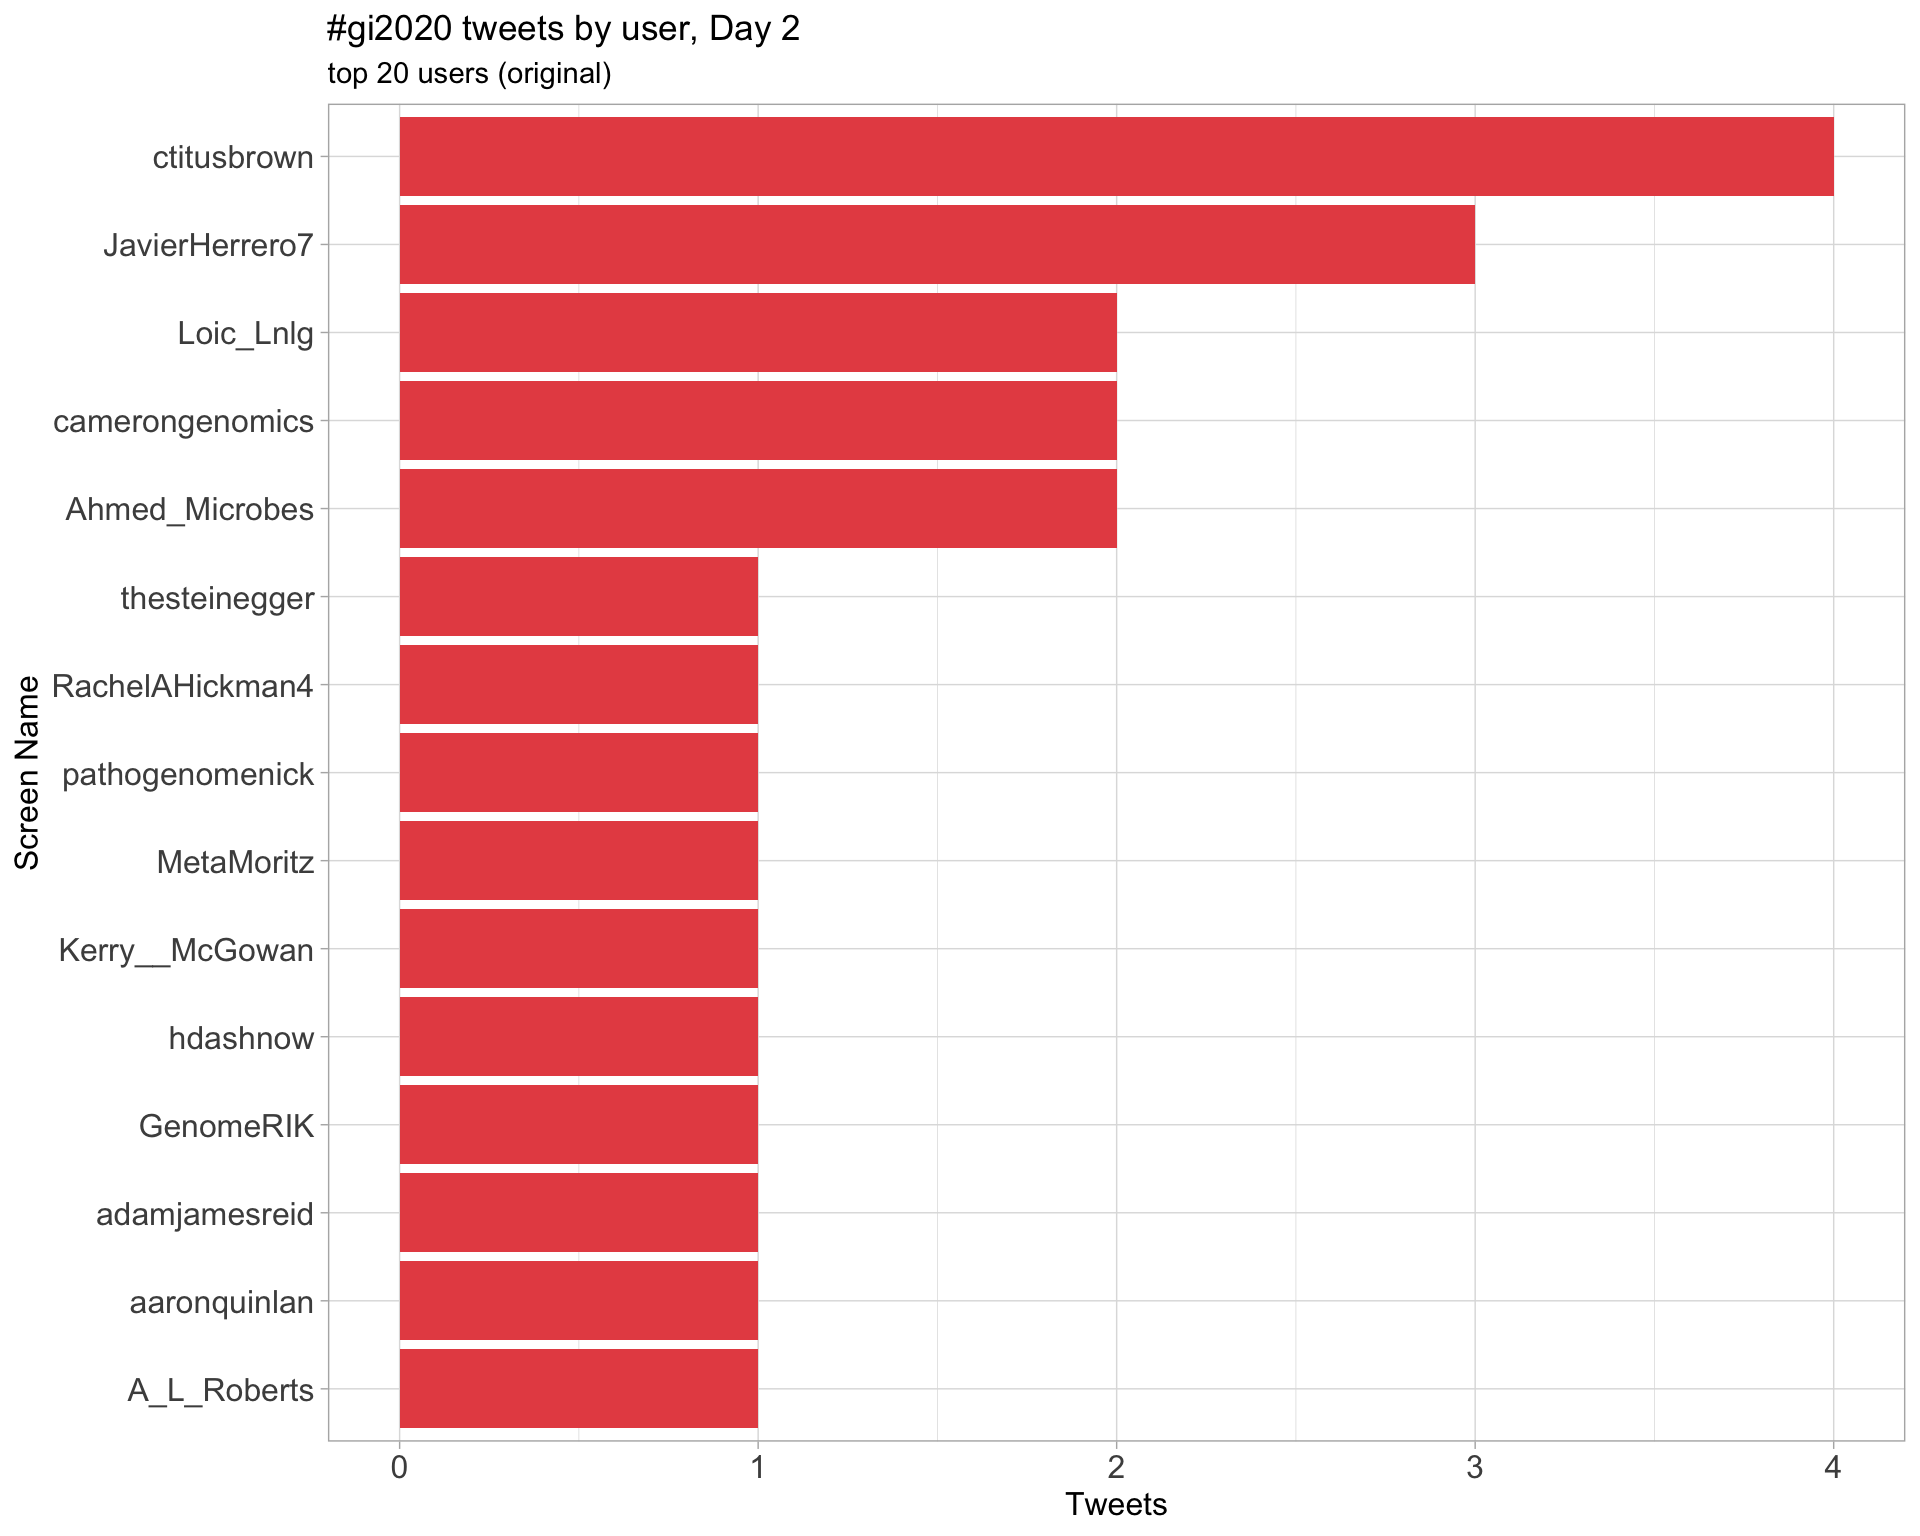 #gi2020 tweets by user, Day 2
top 20 users (original)
ctitusbrown
JavierHerrero7
Loic_Lnlg
camerongenomics
Ahmed_Microbes
thesteinegger
RachelAHickman4
pathogenomenick
MetaMoritz
Kerry__McGowan
hdashnow
GenomeRIK
adamjamesreid
aaronquinlan
A_L_Roberts
Screen Name
0 1 2 3 4
Tweets